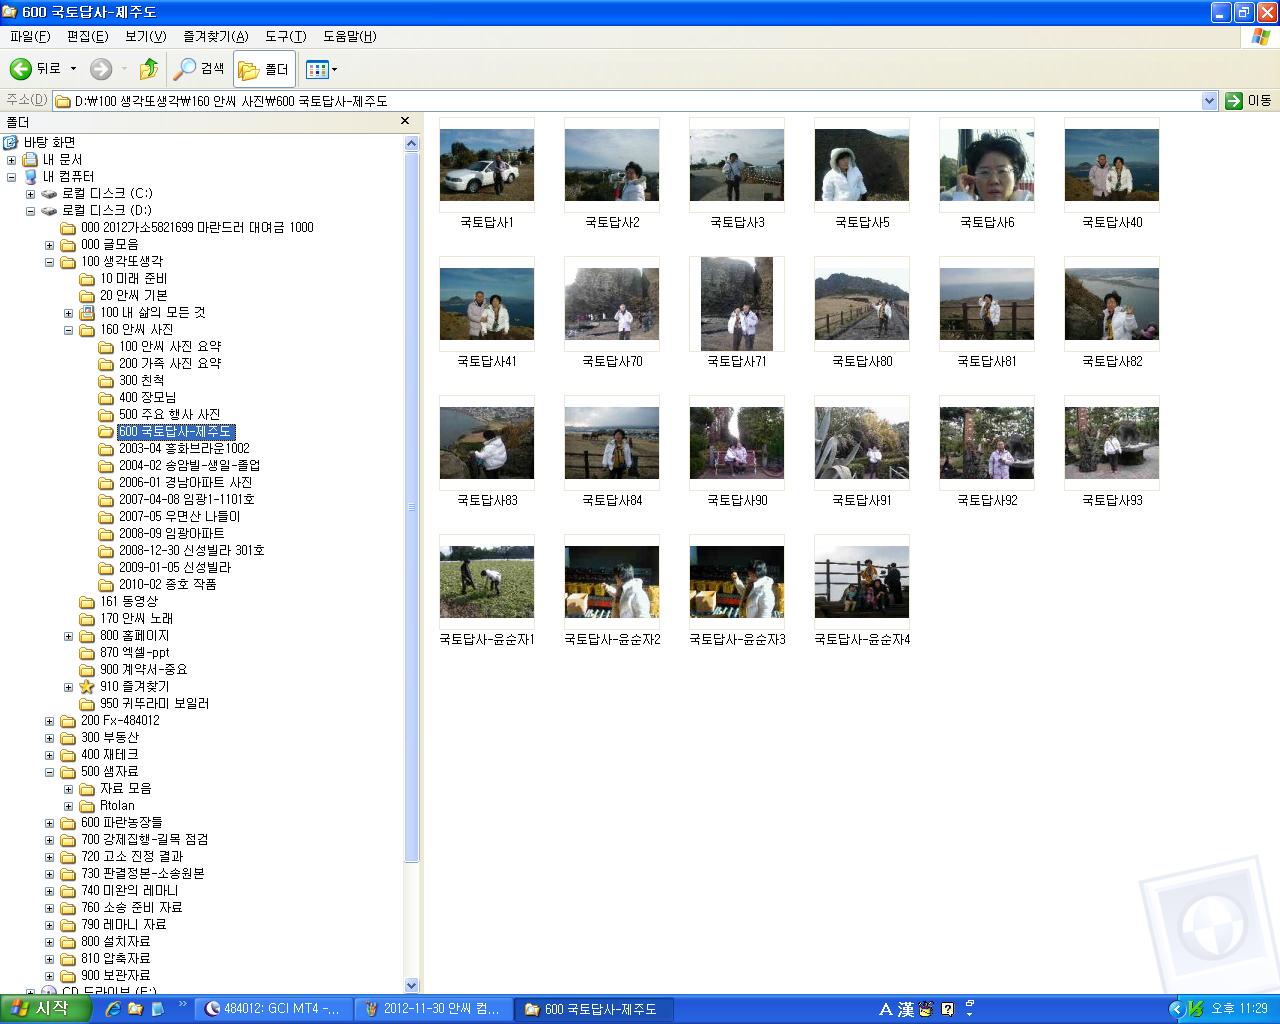 600 국토답사-제주도
파일(F) 편집(E) 보기(V) 즐겨찾기(A) 도구(T) 도움말(H)
뒤로 검색 폴더
주소(D) D:₩100 생각또생각₩160 안씨 사진₩600 국토답사-제주도 이동
폴더
바탕 화면
내 문서
내 컴퓨터
로컬 디스크 (C:)
로컬 디스크 (D:)
000 2012가소5821699 마란드러 대여금 1000
000 글모음
100 생각또생각
10 미래 준비
20 안씨 기본
100 내 삶의 모든 것
160 안씨 사진
100 안씨 사진 요약
200 가족 사진 요약
300 친척
400 장모님
500 주요 행사 사진
600 국토답사-제주도
2003-04 흥화브라운1002
2004-02 송암빌-생일-졸업
2006-01 경남아파트 사진
2007-04-08 임광1-1101호
2007-05 우면산 나들이
2008-09 임광아파트
2008-12-30 신성빌라 301호
2009-01-05 신성빌라
2010-02 종호 작품
161 동영상
170 안씨 노래
800 홈페이지
870 엑셀-ppt
900 계약서-중요
910 즐겨찾기
950 귀뚜라미 보일러
200 Fx-484012
300 부동산
400 재테크
500 샘자료
자료 모음
Rtolan
600 파란농장들
700 강제집행-길목 점검
720 고소 진정 결과
730 판결정본-소송원본
740 미완의 레마니
760 소송 준비 자료
790 레마니 자료
800 설치자료
810 압축자료
900 보관자료
CD 드라이브 (E:)
국토답사1 국토답사2 국토답사3 국토답사5 국토답사6 국토답사40
국토답사41 국토답사70 국토답사71 국토답사80 국토답사81 국토답사82
국토답사83 국토답사84 국토답사90 국토답사91 국토답사92 국토답사93
국토답사-윤순자1 국토답사-윤순자2 국토답사-윤순자3 국토답사-윤순자4
시작 484012: GCI MT4 -... 2012-11-30 안씨 컴... 600 국토답사-제주도 A 漢 오후 11:29